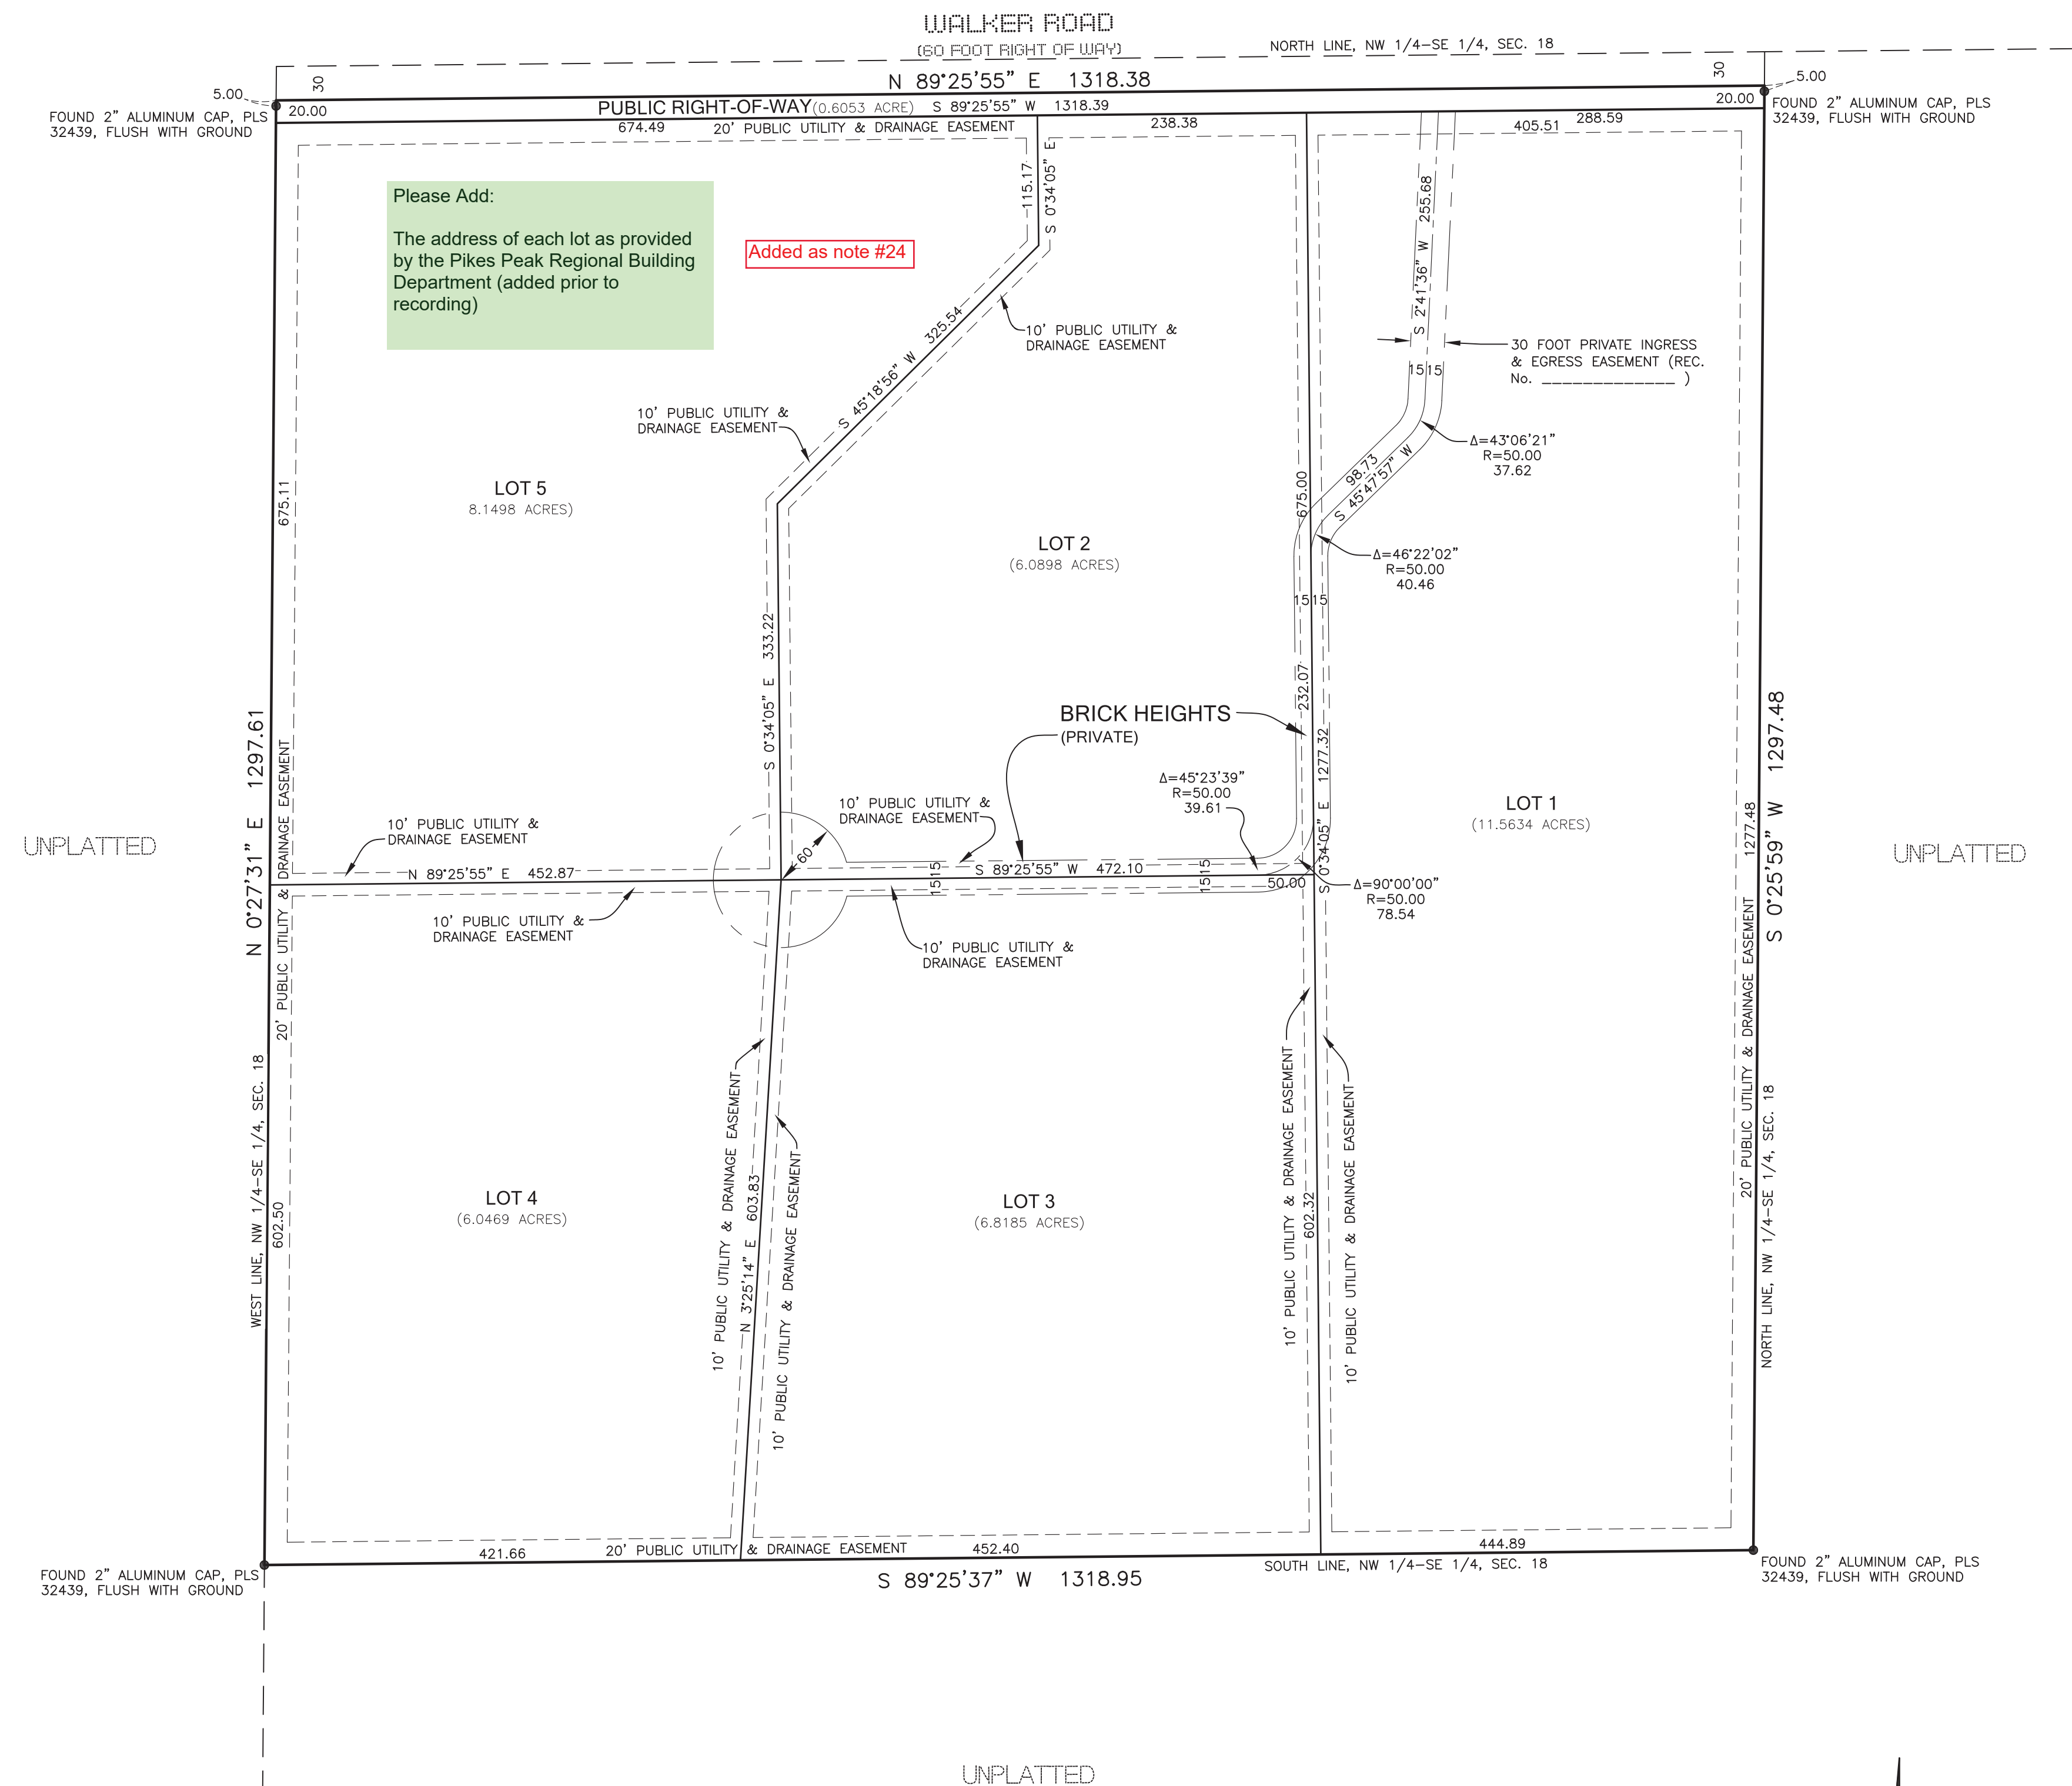 WALKER ROAD
(60 FOOT RIGHT OF WAY)
NORTH LINE, NW 1/4-SE 1/4, SEC. 18
30
N 89°25'55" E 1318.38
30
5.00
5.00
20.00
PUBLIC RIGHT-OF-WAY (0.6053 ACRE) S 89°25'55" W 1318.39
20.00
FOUND 2" ALUMINUM CAP, PLS
32439, FLUSH WITH GROUND
FOUND 2" ALUMINUM CAP, PLS
32439, FLUSH WITH GROUND
674.49
20' PUBLIC UTILITY & DRAINAGE EASEMENT
238.38
405.51
288.59
Please Add:
The address of each lot as provided
by the Pikes Peak Regional Building
Department (added prior to
recording)
Added as note #24
115.17
S 0°34'05" E
S 45°18'56" W 325.54
10' PUBLIC UTILITY &
DRAINAGE EASEMENT
10' PUBLIC UTILITY &
DRAINAGE EASEMENT
S 2°41'36" W 255.68
30 FOOT PRIVATE INGRESS
& EGRESS EASEMENT (REC.
No. _____________ )
15 15
Δ=43°06'21"
R=50.00
37.62
98.73
S 45°47'57" W
675.00
675.11
LOT 5
8.1498 ACRES)
LOT 2
(6.0898 ACRES)
Δ=46°22'02"
R=50.00
40.46
15 15
S 0°34'05" E 333.22
232.07
BRICK HEIGHTS
(PRIVATE)
S 0°34'05" E 1277.32
Δ=45°23'39"
R=50.00
39.61
LOT 1
(11.5634 ACRES)
N 0°27'31" E 1297.61
S 0°25'59" W 1297.48
1277.48
UNPLATTED
UNPLATTED
20' PUBLIC UTILITY & DRAINAGE EASEMENT
10' PUBLIC UTILITY &
DRAINAGE EASEMENT
10' PUBLIC UTILITY &
DRAINAGE EASEMENT
60
N 89°25'55" E 452.87
15 15
S 89°25'55" W 472.10
15 15
50.00
Δ=90°00'00"
R=50.00
78.54
10' PUBLIC UTILITY &
DRAINAGE EASEMENT
10' PUBLIC UTILITY &
DRAINAGE EASEMENT
WEST LINE, NW 1/4-SE 1/4, SEC. 18
602.50
LOT 4
(6.0469 ACRES)
10' PUBLIC UTILITY & DRAINAGE EASEMENT
N 3°25'14" E 603.83
10' PUBLIC UTILITY & DRAINAGE EASEMENT
LOT 3
(6.8185 ACRES)
10' PUBLIC UTILITY & DRAINAGE EASEMENT
602.32
10' PUBLIC UTILITY & DRAINAGE EASEMENT
20' PUBLIC UTILITY & DRAINAGE EASEMENT
NORTH LINE, NW 1/4-SE 1/4, SEC. 18
421.66
20' PUBLIC UTILITY & DRAINAGE EASEMENT
452.40
444.89
SOUTH LINE, NW 1/4-SE 1/4, SEC. 18
S 89°25'37" W 1318.95
FOUND 2" ALUMINUM CAP, PLS
32439, FLUSH WITH GROUND
FOUND 2" ALUMINUM CAP, PLS
32439, FLUSH WITH GROUND
UNPLATTED